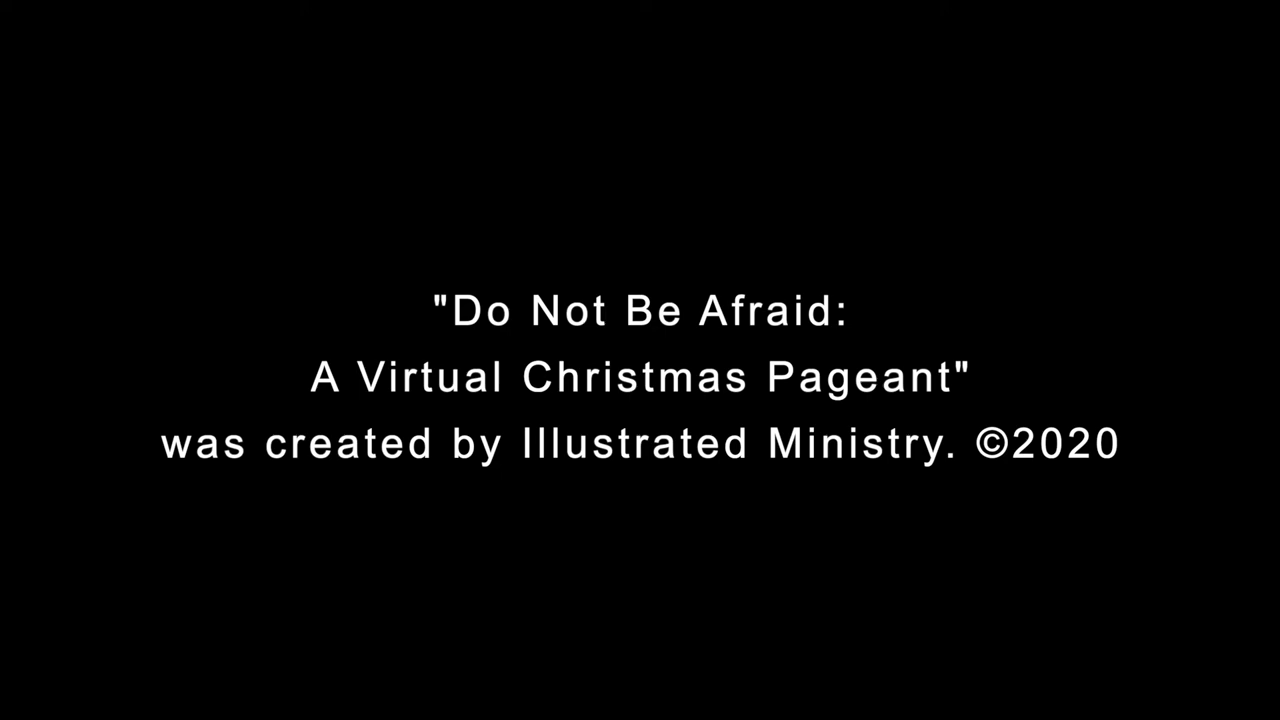 "Do Not Be Afraid:
A Virtual Christmas Pageant"
was created by Illustrated Ministry. ©2020